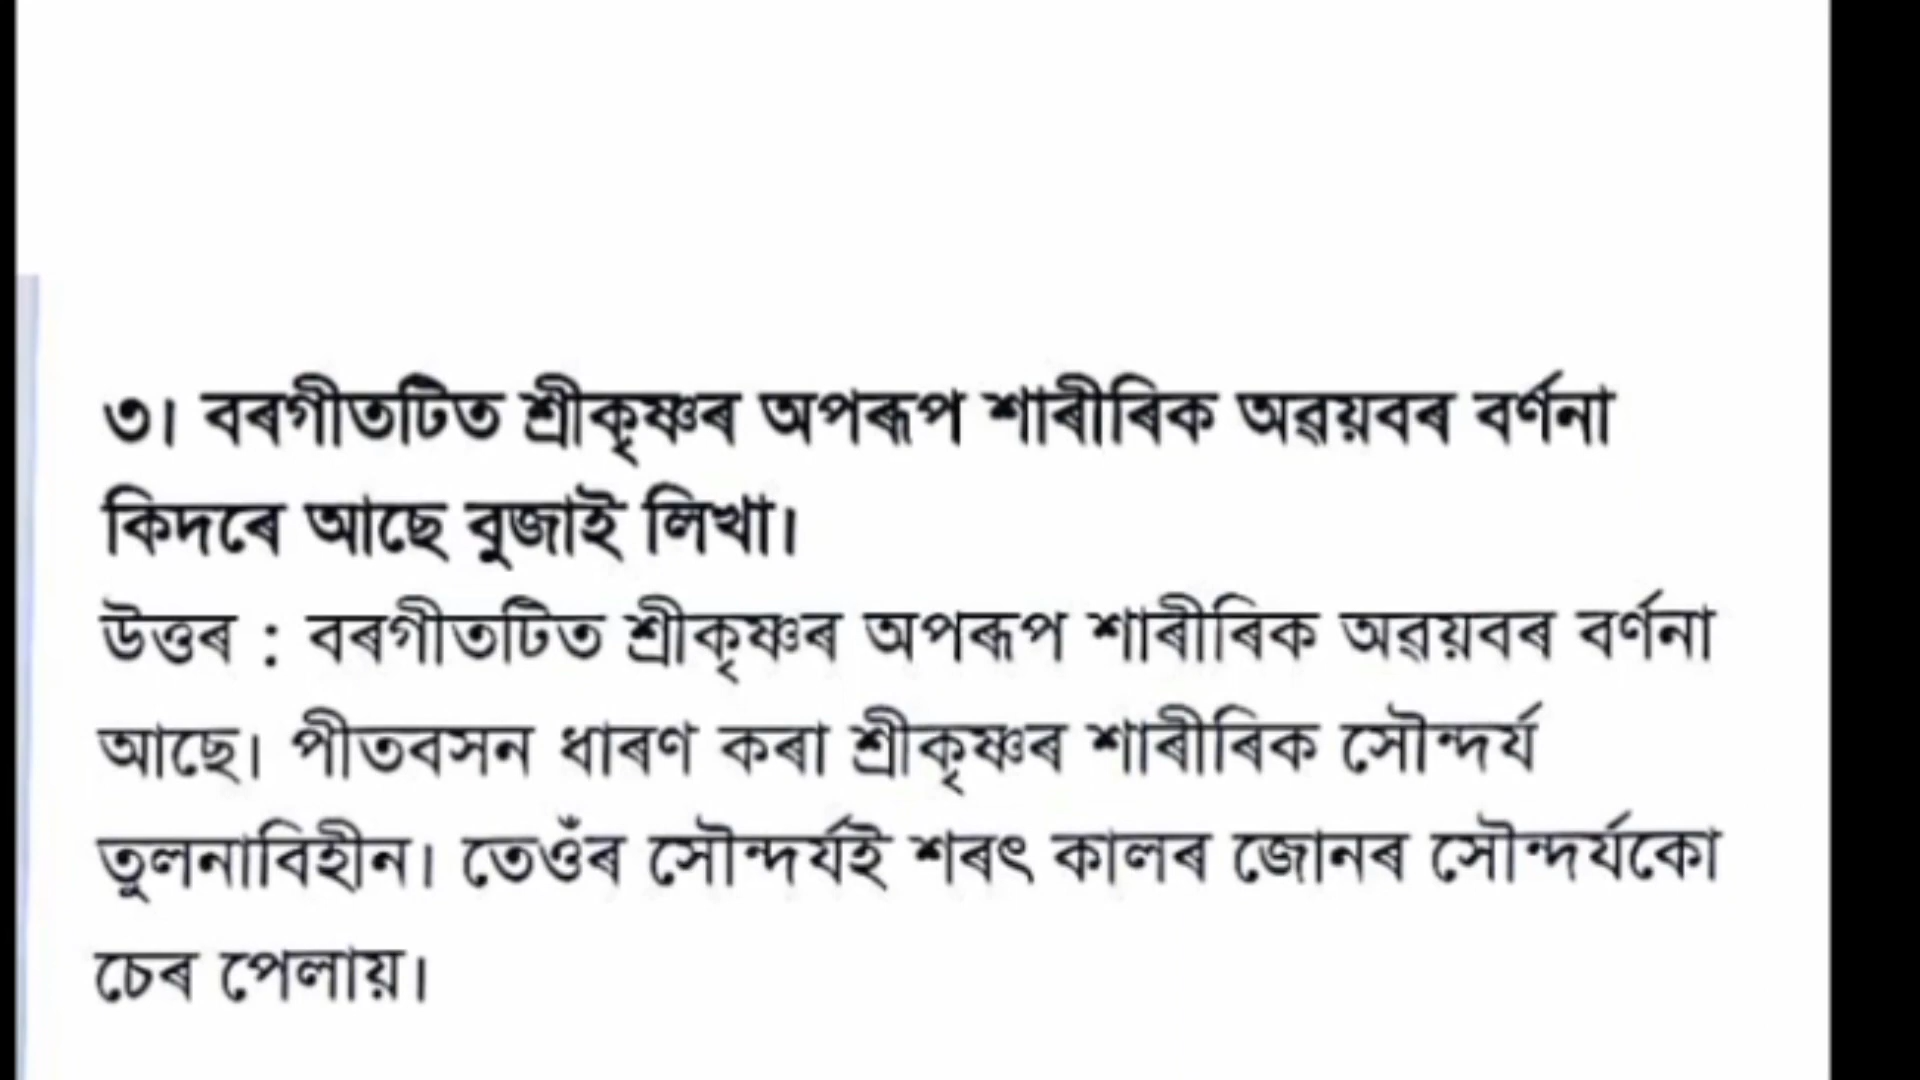 ৩। বৰগীতটিত শ্ৰীকৃষ্ণৰ অপৰূপ শাৰীৰিক অৱয়বৰ বৰ্ণনা
কিদৰে আছে বুজাই লিখা।
উত্তৰ : বৰগীতটিত শ্ৰীকৃষ্ণৰ অপৰূপ শাৰীৰিক অৱয়বৰ বৰ্ণনা
আছে। পীতবসন ধাৰণ কৰা শ্ৰীকৃষ্ণৰ শাৰীৰিক সৌন্দৰ্য
তুলনাবিহীন। তেওঁৰ সৌন্দৰ্যই শৰৎ কালৰ জোনৰ সৌন্দৰ্যকো
চেৰ পেলায়।